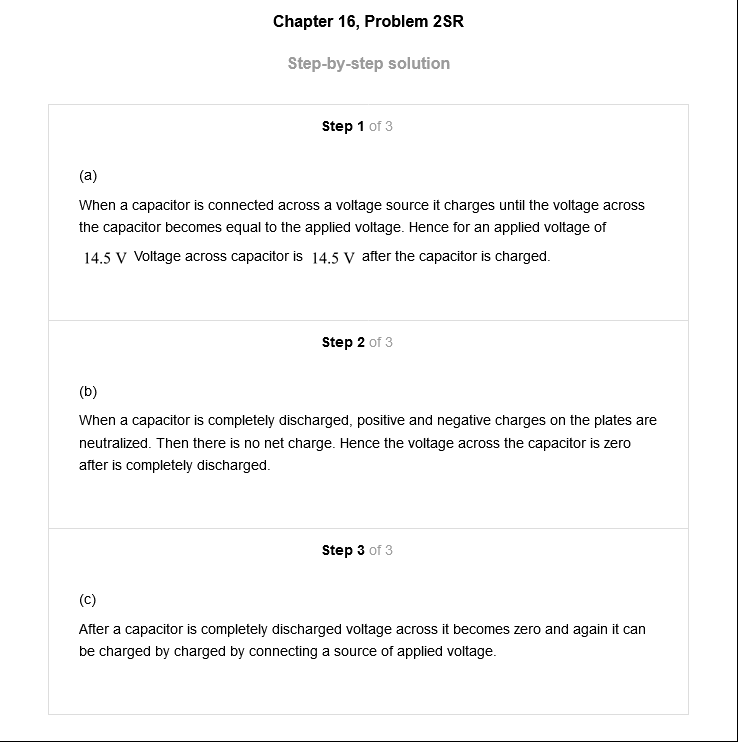 Chapter 16, Problem 2SR
Step-by-step solution
Step 1 of 3
(a)
When a capacitor is connected across a voltage source it charges until the voltage across
the capacitor becomes equal to the applied voltage. Hence for an applied voltage of
14.5 V Voltage across capacitor is 14.5 V after the capacitor is charged.
Step 2 of 3
(b)
When a capacitor is completely discharged, positive and negative charges on the plates are
neutralized. Then there is no net charge. Hence the voltage across the capacitor is zero
after is completely discharged.
Step 3 of 3
(c)
After a capacitor is completely discharged voltage across it becomes zero and again it can
be charged by charged by connecting a source of applied voltage.